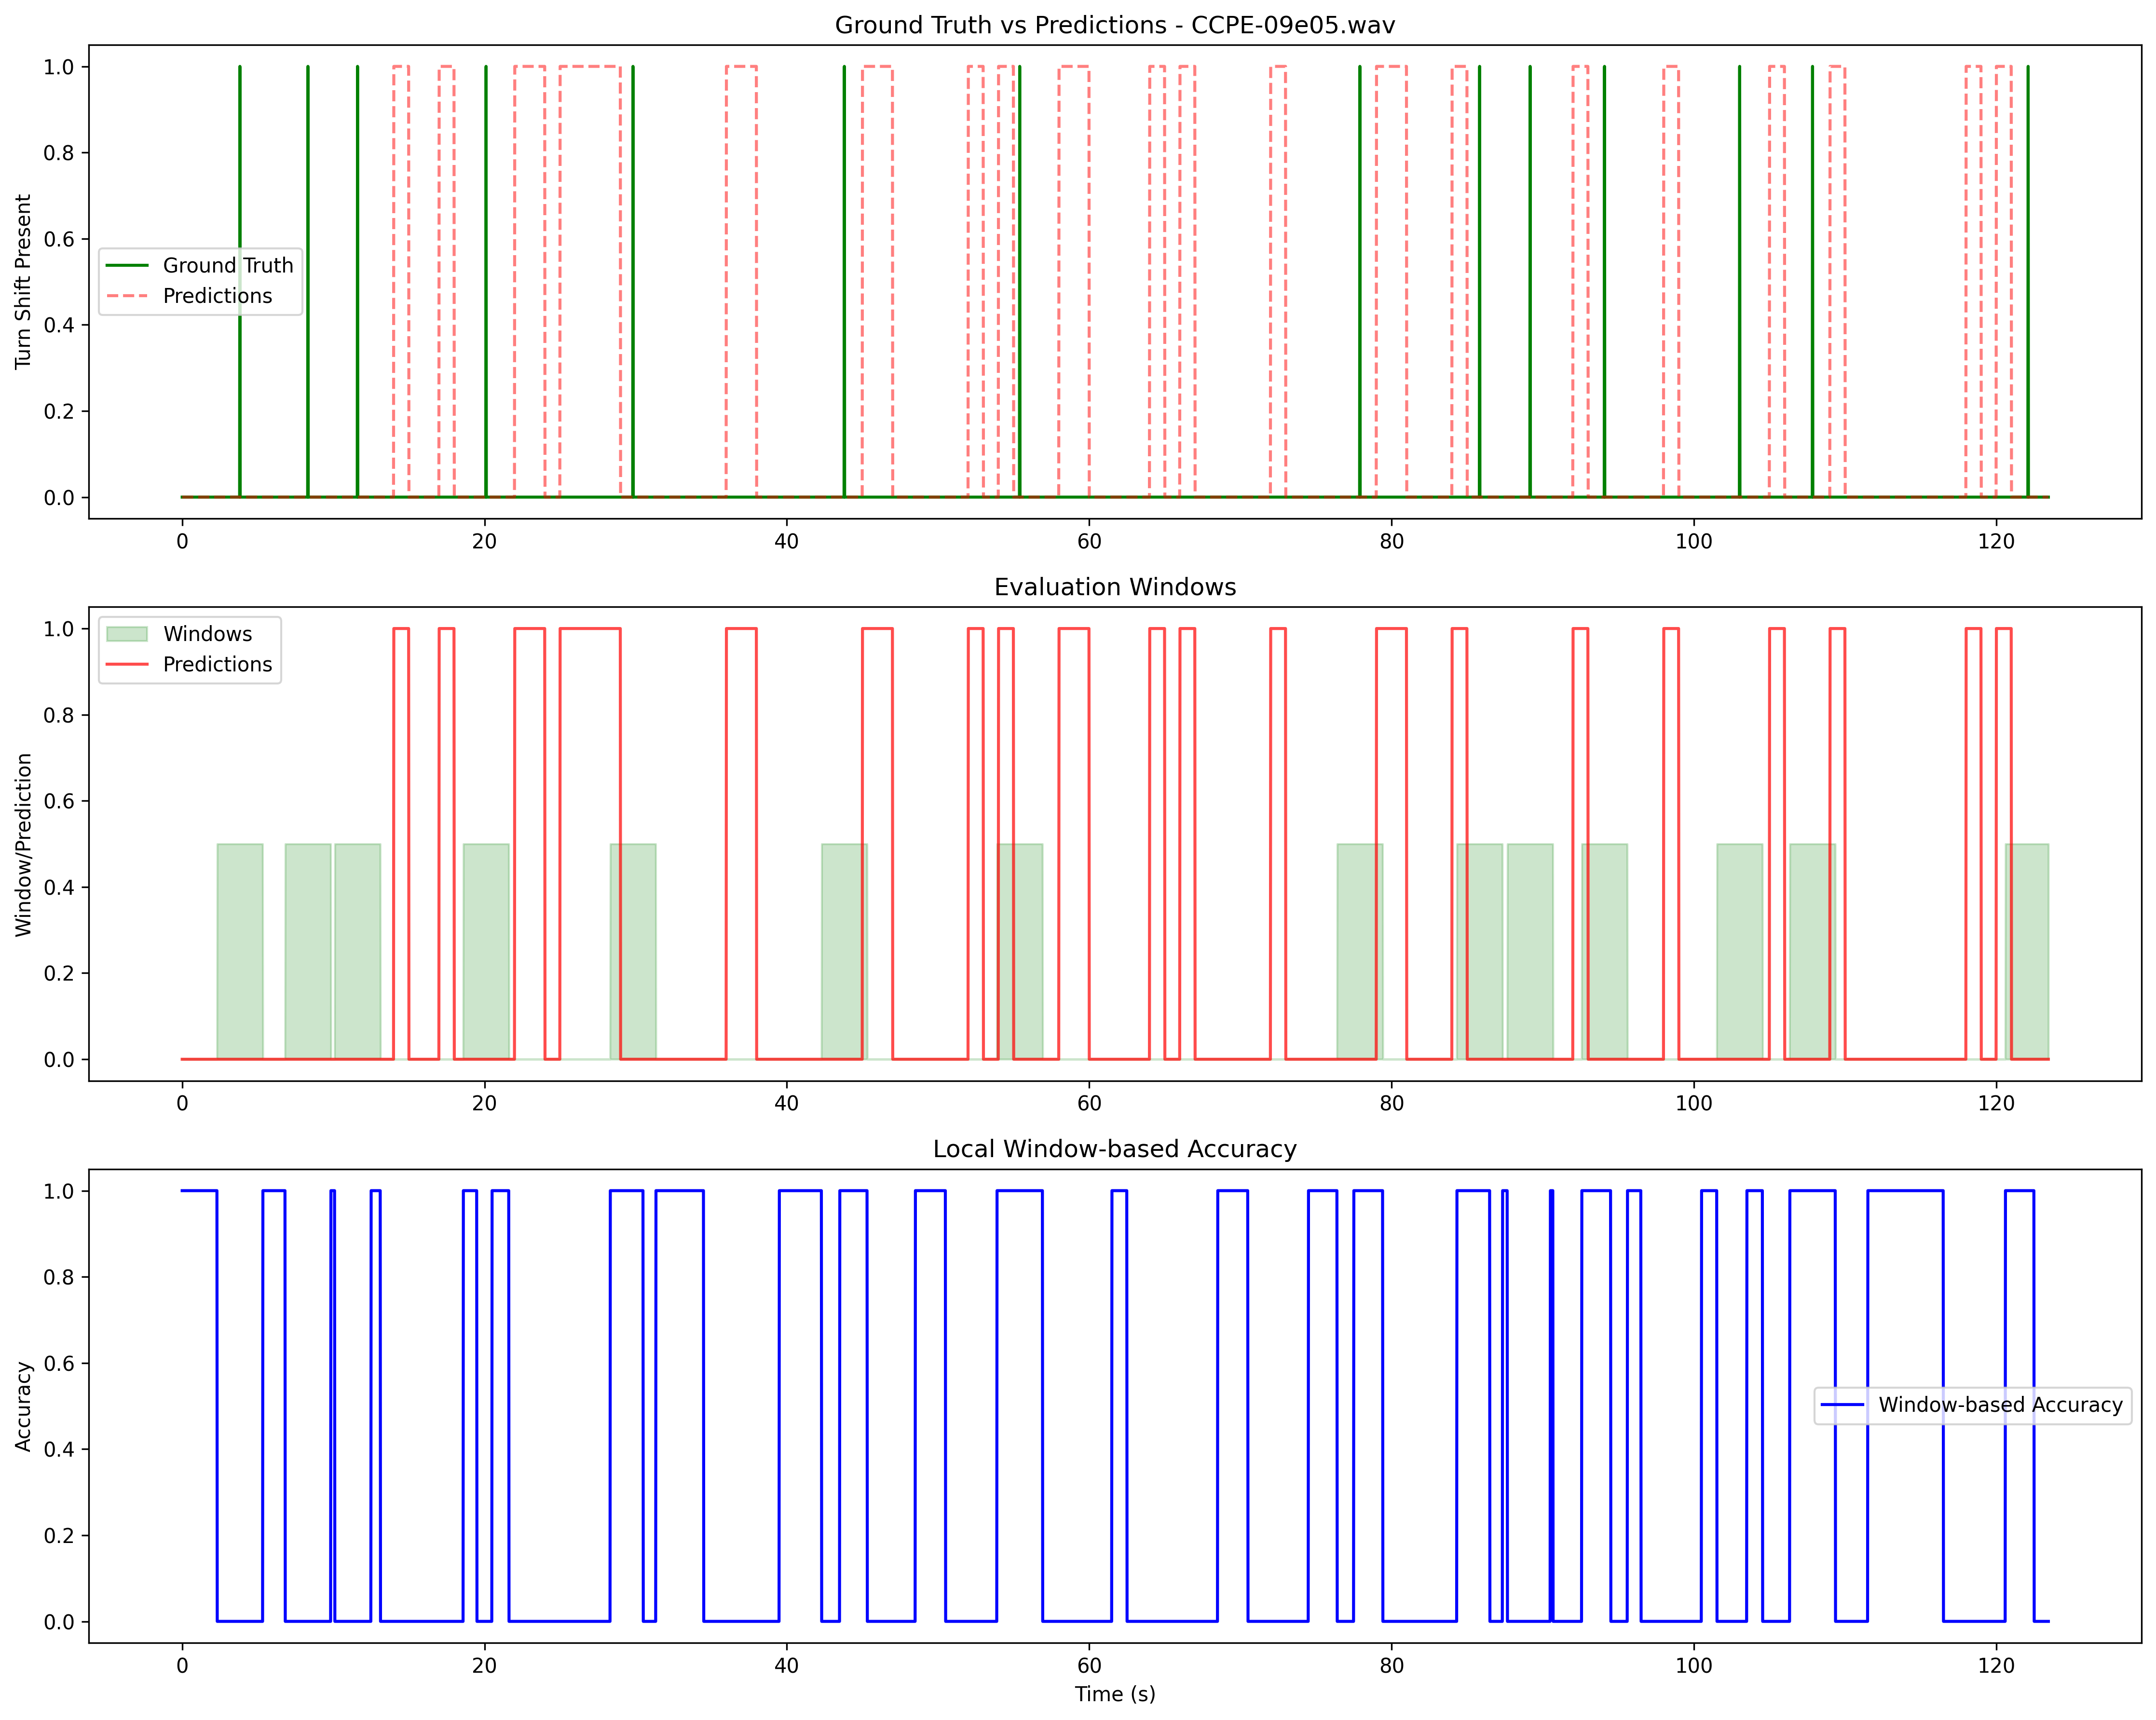 Ground Truth vs Predictions - CCPE-09e05.wav
1.0
0.8
0.6
0.4
0.2
0.0
Turn Shift Present
Ground Truth
Predictions
0 20 40 60 80 100 120
Evaluation Windows
1.0
0.8
0.6
0.4
0.2
0.0
Window/Prediction
Windows
Predictions
0 20 40 60 80 100 120
Local Window-based Accuracy
1.0
0.8
0.6
0.4
0.2
0.0
Accuracy
Window-based Accuracy
0 20 40 60 80 100 120
Time (s)